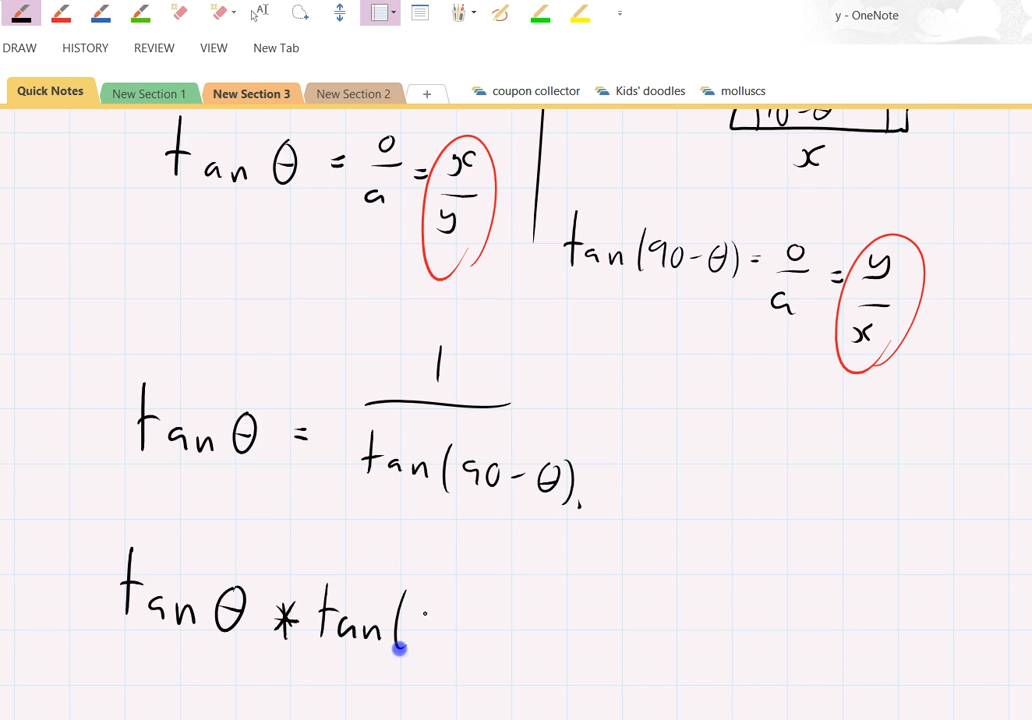 y - OneNote
DRAW HISTORY REVIEW VIEW New Tab
Quick Notes New Section 1 New Section 3 New Section 2 + coupon collector Kids' doodles molluscs
90-θ
x
tan θ = o/a = x/y
tan(90-θ) = o/a = y/x
tan θ = 1/tan(90-θ).
tan θ * tan(